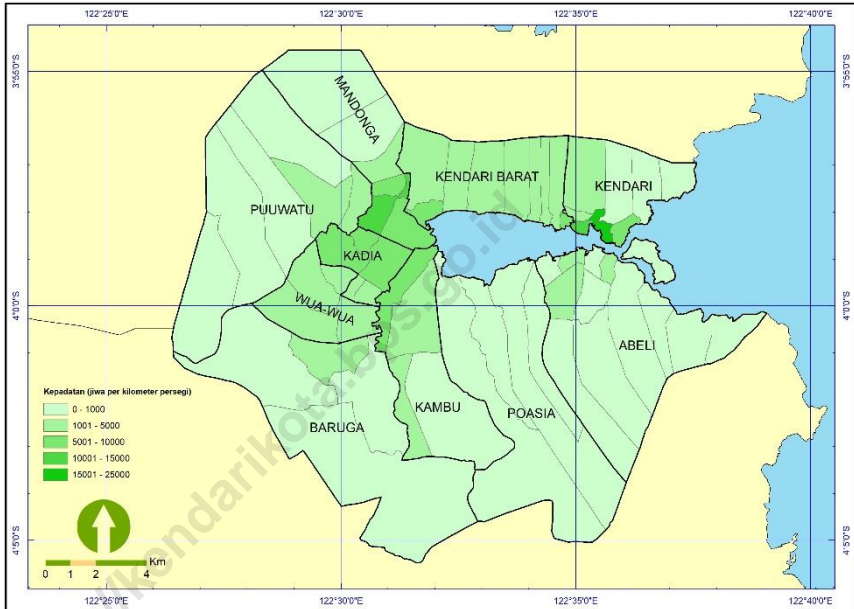 122°25'0"E 122°30'0"E 122°35'0"E 122°40'0"E
3°55'0"S 3°55'0"S
MANDONGA
KENDARI BARAT
KENDARI
PUUWATU
KADIA
4°0'0"S 4°0'0"S
WUA-WUA
ABELI
KAMBU
POASIA
BARUGA
Kepadatan (jiwa per kilometer persegi)
0 - 1000
1001 - 5000
5001 - 10000
10001 - 15000
15001 - 25000
4°5'0"S 4°5'0"S
Km
0 1 2 4
122°25'0"E 122°30'0"E 122°35'0"E 122°40'0"E
//kendarikota.bps.go.id